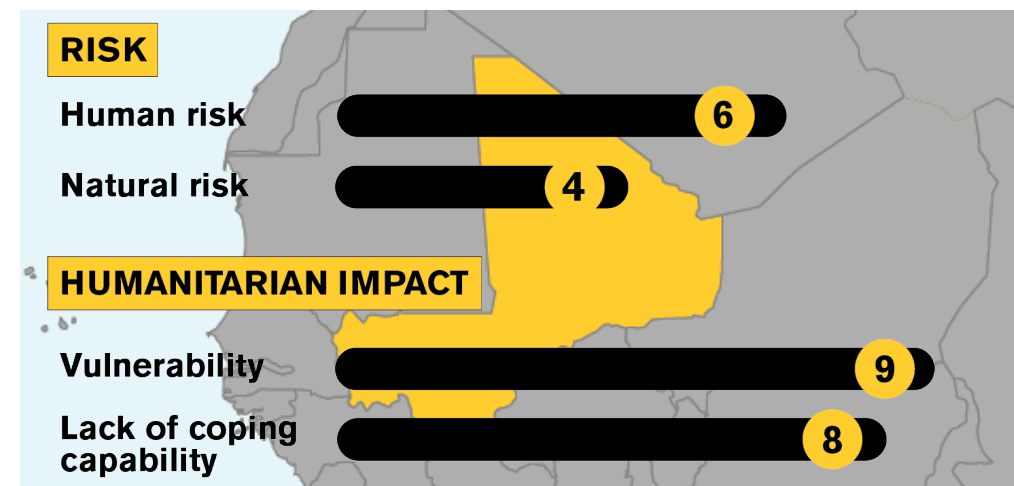 RISK
Human risk
6
Natural risk
4
HUMANITARIAN IMPACT
Vulnerability
9
Lack of coping
capability
8